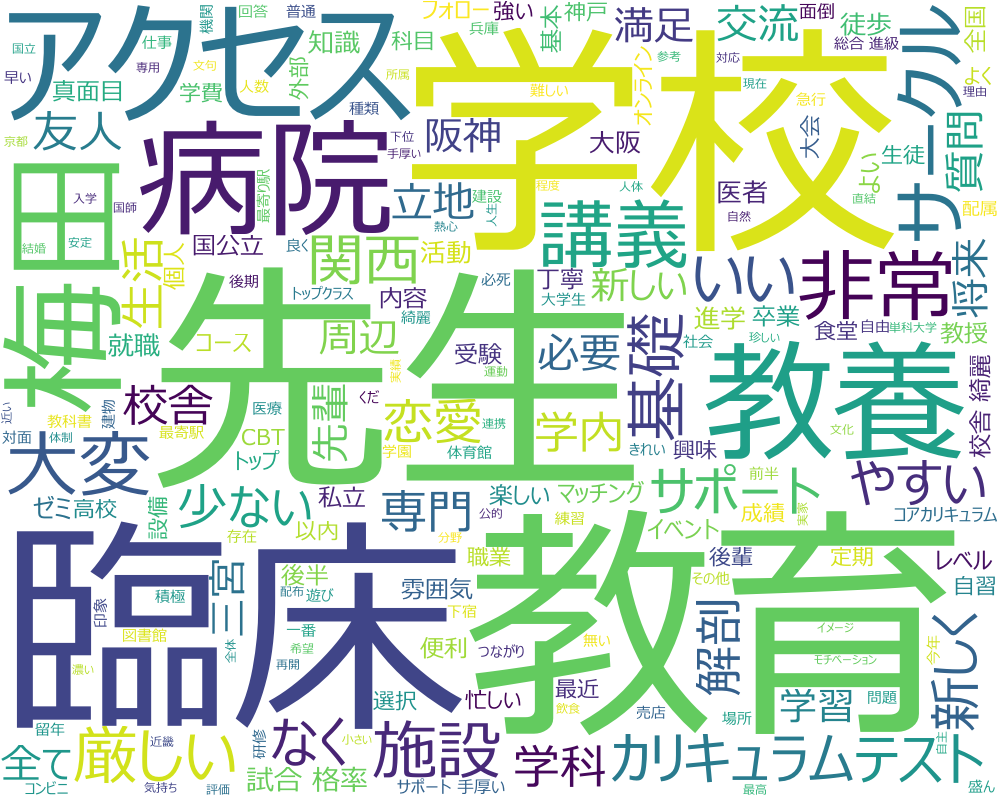 国立
機関
回答
普通
フォロー
強い
基本
神戸
満足
交流
面倒
徒歩
サークル
よく
全国
早い
専用
仕事
文句
知識
兵庫
科目
外部
所属
参考
対応
総合 進級
理由
アクセス
学校
真面目
学費
人数
種類
オンライン
難しい
現在
急行
大会
京都
友人
病院
下位
手厚い
阪神
大阪
程度
生徒
よい
質問
入学
国師
最寄り駅
立地
建設
人体
医者
直結
配属
結婚
安定
梅田
生活
個人
国公立
良く
関西
熱心
活動
人生
講義
自然
いい
非常
将来
後期
トップクラス
内容
綺麗
必死
丁寧
大学生
新しい
進学
卒業
食堂
自由
単科大学
教授
就職
コース
周辺
受験
運動
必要
社会
基礎
珍しい
教養
近い
教科書
建物
校舎
医療
先輩
くだ
実績
恋愛
連携
学内
先生
きれい
興味
文化
校舎 綺麗
対面
体制
最寄駅
CBT
学園
体育館
大変
トップ
楽しい
マッチング
サポート
前半
やすい
ゼミ
高校
設備
少ない
私立
専門
公的
練習
イベント
成績
実家
コアカリキュラム
存在
以内
分野
職業
教育
後輩
定期
レベル
臨床
印象
積極
三宮
後半
配布
遊び
雰囲気
その他
自習
図書館
一番
下宿
便利
つながり
無い
解剖
イメージ
今年
新しく
濃い
全体
希望
再開
選択
忙しい
最近
モチベーション
留年
厳しい
近畿
研修
小さい
なく
施設
飲食
売店
場所
学習
問題
全て
コンビニ
気持ち
評価
試合
格率
サポート 手厚い
学科
カリキュラム
テスト
自主
最高
盛ん